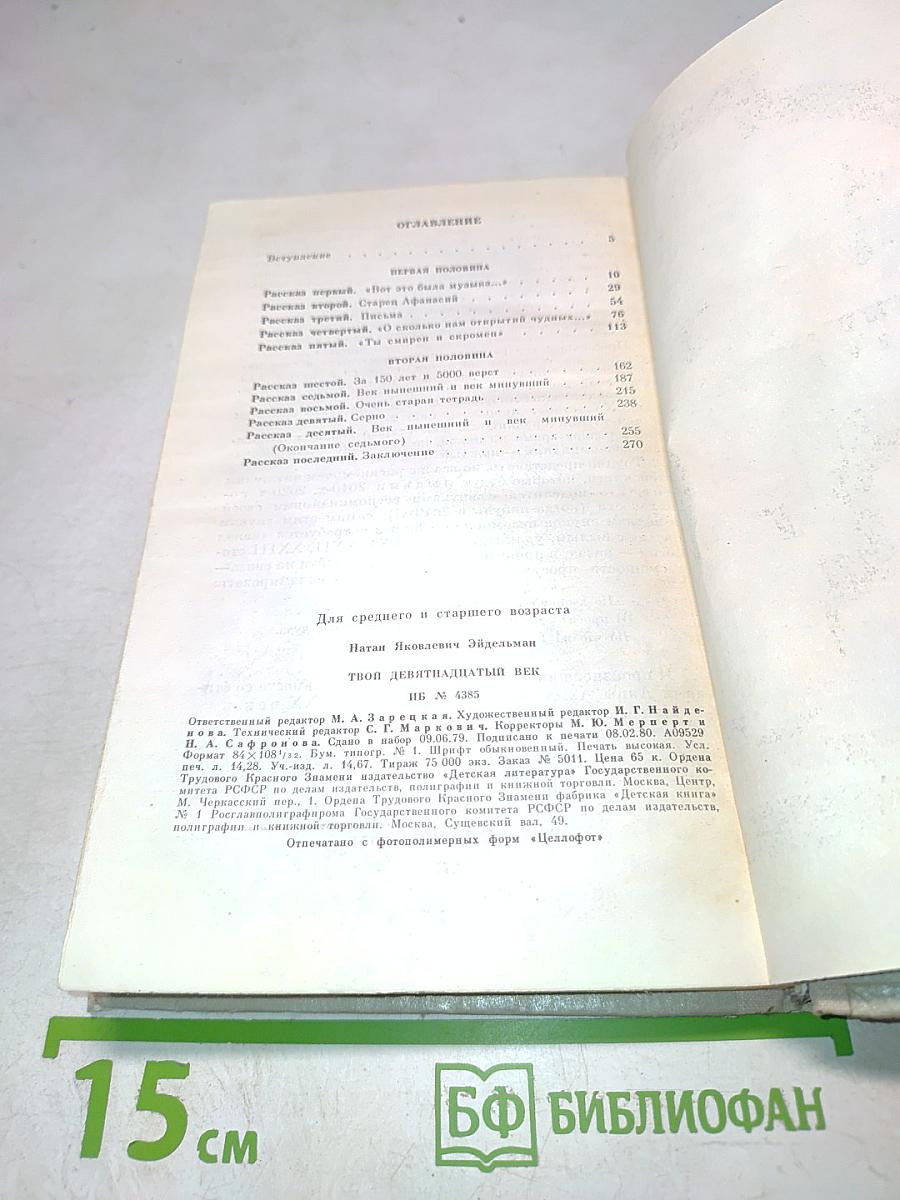 ОГЛАВЛЕНИЕ
Вступление . . . . . . . . . . . . . . . . 5
ПЕРВАЯ ПОЛОВИНА
Рассказ первый. «Вот это была музыка...» . . . . 10
Рассказ второй. Старец Афанасий . . . . . . 29
Рассказ третий. Письма . . . . . . . . . 54
Рассказ четвертый. «О сколько нам открытий чудных...» 76
Рассказ пятый. «Ты смирен и скромен» . . . . . 113
ВТОРАЯ ПОЛОВИНА
Рассказ шестой. За 150 лет и 5000 верст . . . . . 162
Рассказ седьмой. Век нынешний и век минувший . . . 187
Рассказ восьмой. Очень старая тетрадь . . . . . 215
Рассказ девятый. Серно . . . . . . . . . . 238
Рассказ десятый. Век нынешний и век минувший
(Окончание седьмого) . . . . . . . . . . 255
Рассказ последний. Заключение . . . . . . . . 270
Для среднего и старшего возраста
Натан Яковлевич Эйдельман
ТВОЙ ДЕВЯТНАДЦАТЫЙ ВЕК
ИБ № 4385
Ответственный редактор М. А. Зарецкая. Художественный редактор И. Г. Найде-
нова. Технический редактор С. Г. Маркович. Корректоры М. Ю. Мерперт и
Н. А. Сафронова. Сдано в набор 09.06.79. Подписано к печати 08.02.80. А09529
Формат 84×108¹/₃₂. Бум. типогр. № 1. Шрифт обыкновенный. Печать высокая. Усл.
печ. л. 14,28. Уч.-изд. л. 14,67. Тираж 75 000 экз. Заказ № 5011. Цена 65 к. Ордена
Трудового Красного Знамени издательство «Детская литература» Государственного ко-
митета РСФСР по делам издательств, полиграфии и книжной торговли. Москва, Центр,
М. Черкасский пер., 1. Ордена Трудового Красного Знамени фабрика «Детская книга»
№ 1 Росглавполиграфпрома Государственного комитета РСФСР по делам издательств,
полиграфии и книжной торговли. Москва, Сущевский вал, 49.
Отпечатано с фотополимерных форм «Целлофот»
15 см
БФ БИБЛИОФАН